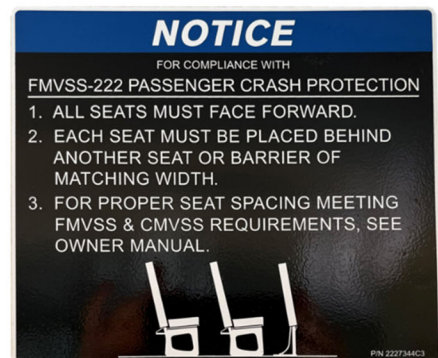 NOTICE
FOR COMPLIANCE WITH
FMVSS-222 PASSENGER CRASH PROTECTION
1. ALL SEATS MUST FACE FORWARD.
2. EACH SEAT MUST BE PLACED BEHIND
ANOTHER SEAT OR BARRIER OF
MATCHING WIDTH.
3. FOR PROPER SEAT SPACING MEETING
FMVSS & CMVSS REQUIREMENTS, SEE
OWNER MANUAL.
P/N 2227344C3